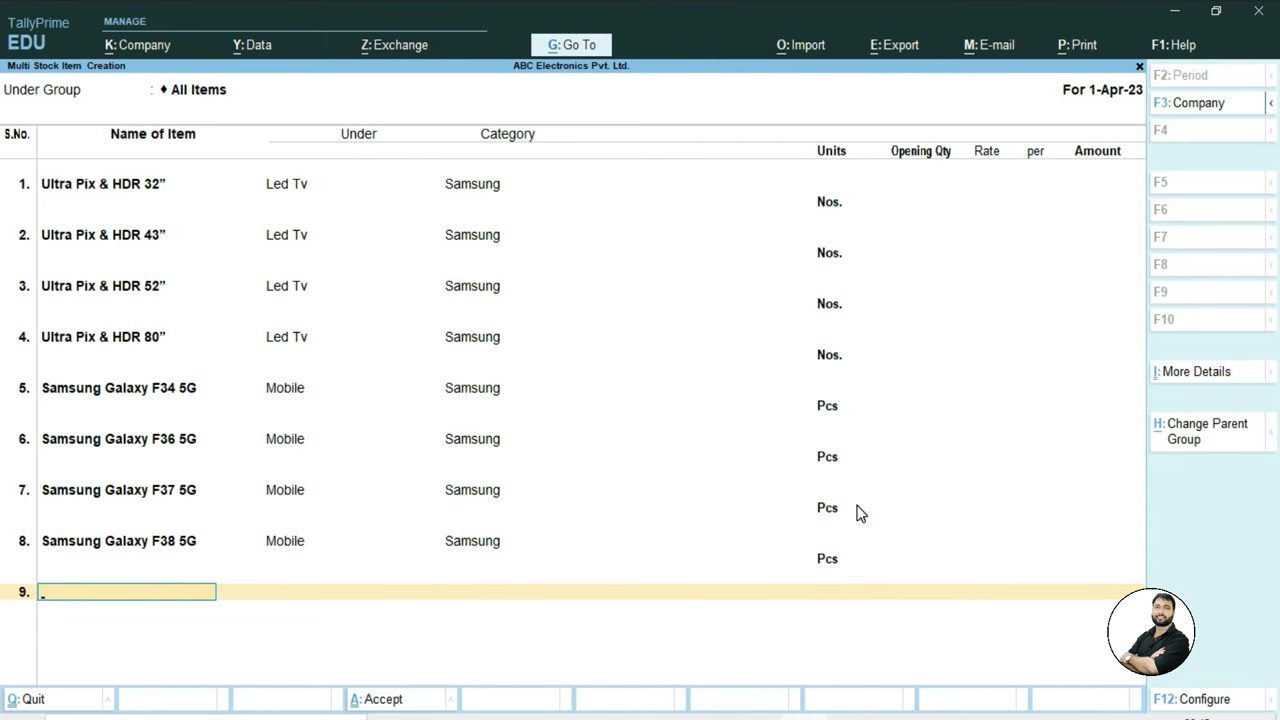 TallyPrime
EDU
MANAGE
K: Company
Y: Data
Z: Exchange
G: Go To
O: Import
E: Export
M: E-mail
P: Print
F1: Help
Multi Stock Item Creation
ABC Electronics Pvt. Ltd.
Under Group : ♦ All Items
For 1-Apr-23
S.No. Name of Item Under Category
Units Opening Qty Rate per Amount
1. Ultra Pix & HDR 32” Led Tv Samsung
Nos.
2. Ultra Pix & HDR 43” Led Tv Samsung
Nos.
3. Ultra Pix & HDR 52” Led Tv Samsung
Nos.
4. Ultra Pix & HDR 80” Led Tv Samsung
Nos.
5. Samsung Galaxy F34 5G Mobile Samsung
Pcs
6. Samsung Galaxy F36 5G Mobile Samsung
Pcs
7. Samsung Galaxy F37 5G Mobile Samsung
Pcs
8. Samsung Galaxy F38 5G Mobile Samsung
Pcs
9.
F2: Period
F3: Company
F4
F5
F6
F7
F8
F9
F10
I: More Details
H: Change Parent
Group
Q: Quit
A: Accept
F12: Configure